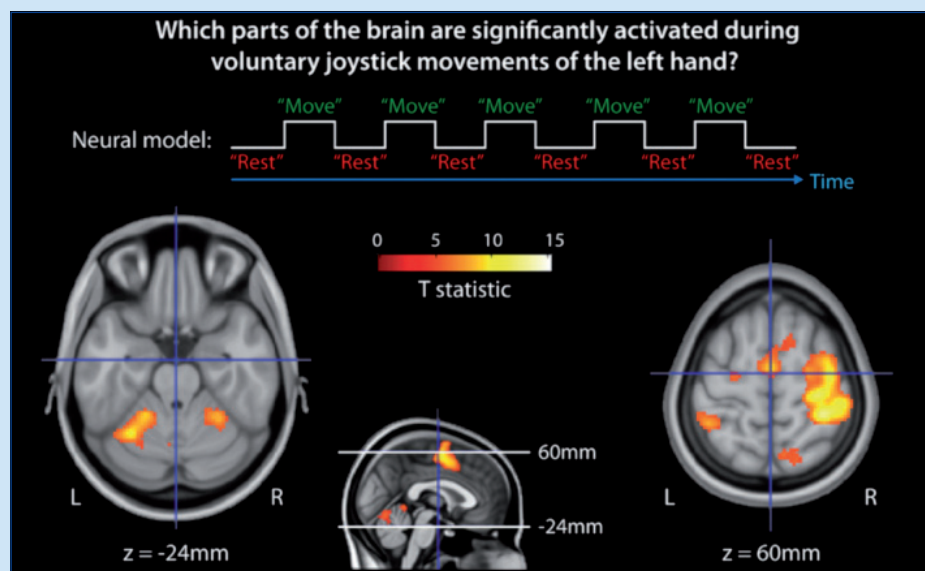 Which parts of the brain are significantly activated during
voluntary joystick movements of the left hand?
"Move" "Move" "Move" "Move" "Move"
Neural model:
"Rest" "Rest" "Rest" "Rest" "Rest" "Rest"
Time
0 5 10 15
T statistic
60mm
-24mm
L R
z = -24mm
L R
z = 60mm